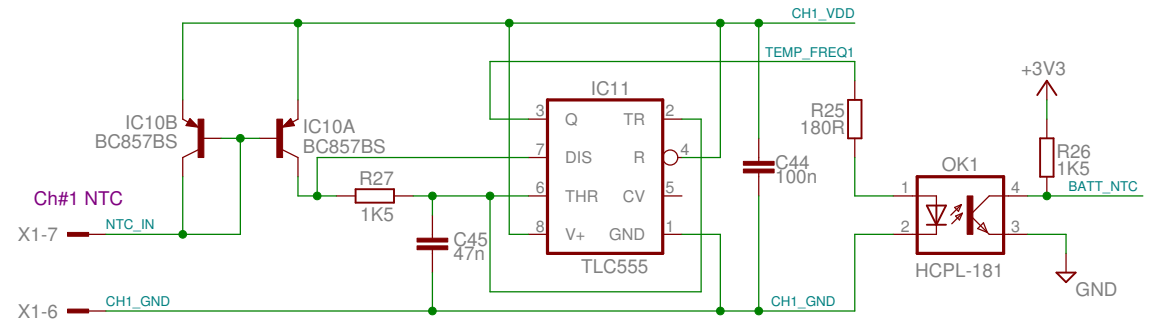 CH1_VDD
TEMP_FREQ1
+3V3
IC11
IC10B
BC857BS
IC10A
BC857BS
3 Q TR 2
7 DIS R 4
6 THR CV 5
8 V+ GND 1
TLC555
R25
180R
C44
100n
R26
1K5
OK1
R27
1K5
Ch#1 NTC
X1-7
NTC_IN
C45
47n
1
2
4
3
BATT_NTC
HCPL-181
GND
X1-6
CH1_GND
CH1_GND